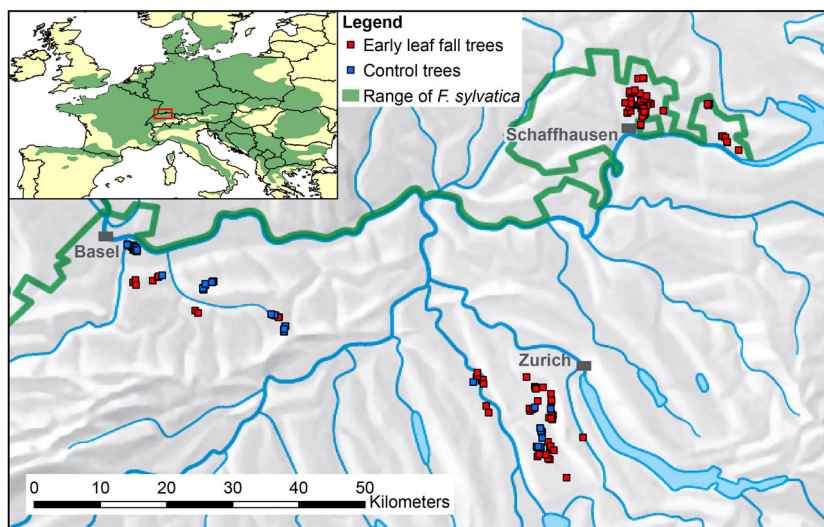 Legend
Early leaf fall trees
Control trees
Range of F. sylvatica
Schaffhausen
Basel
Zurich
0 10 20 30 40 50
Kilometers